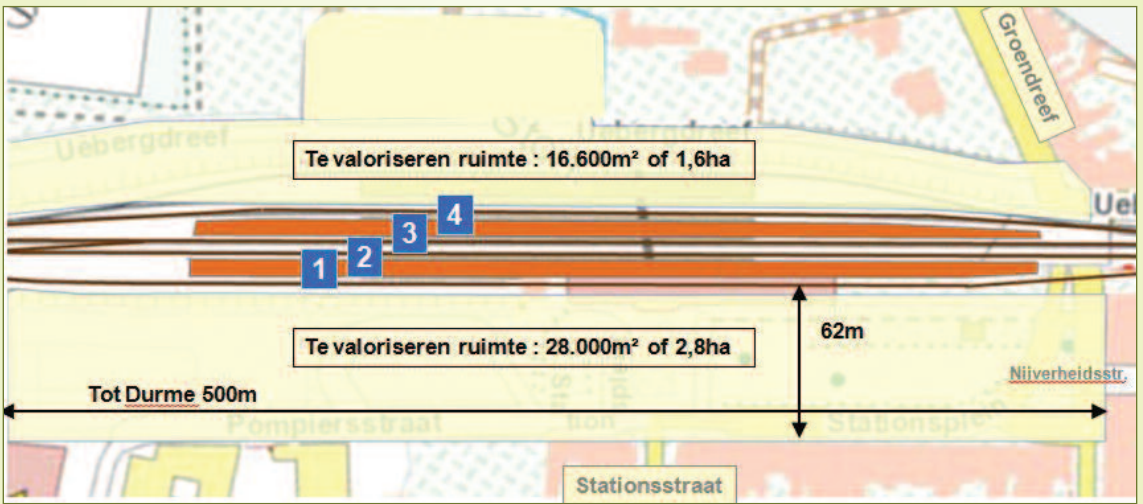 Groendreef
Uebergdreef
Uebergdreef
Te valoriseren ruimte : 16.600m² of 1,6ha
4
3
2
1
62m
Te valoriseren ruimte : 28.000m² of 2,8ha
Nijverheidsstr.
Tot Durme 500m
Pompiersstraat
Stationsplein
Stationsstraat